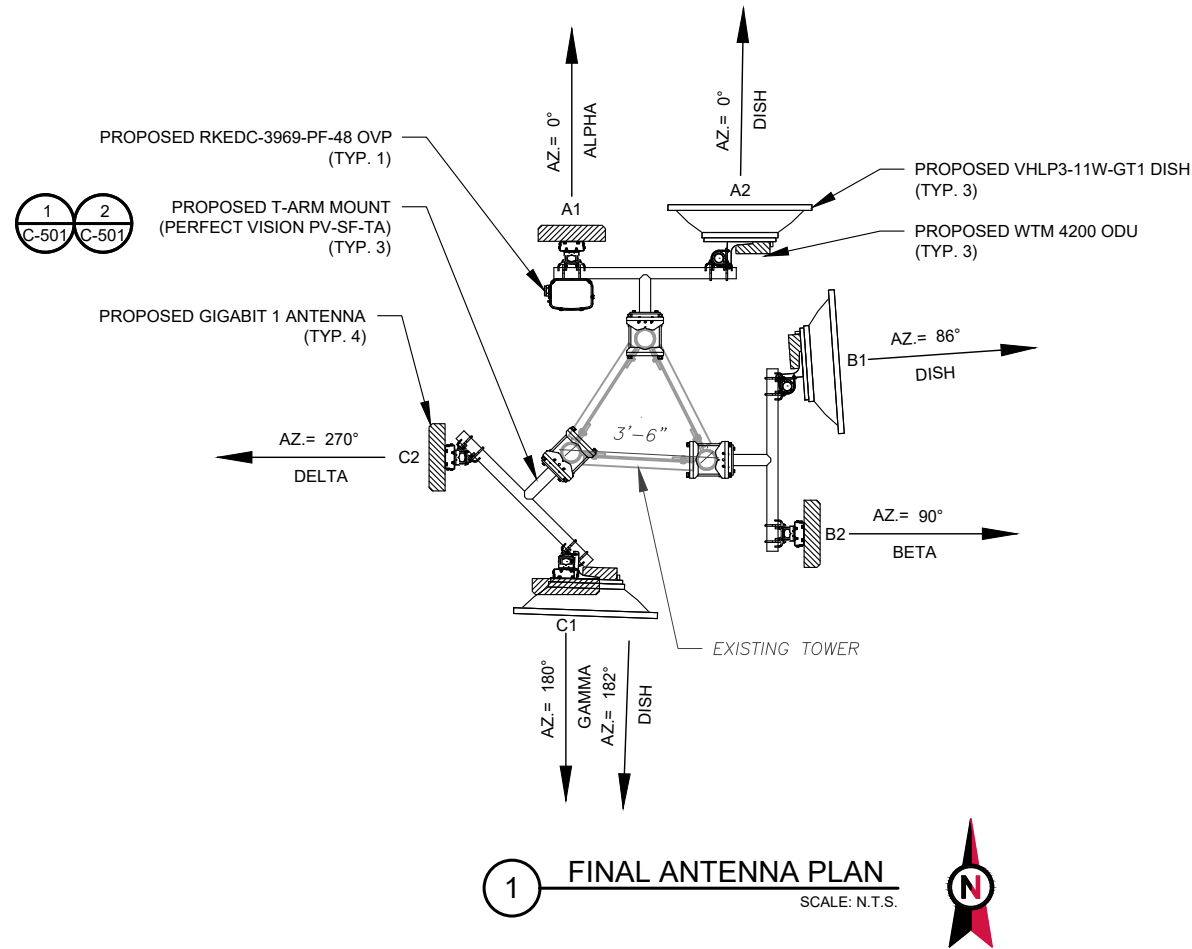 AZ.= 0°
ALPHA
AZ.= 0°
DISH
PROPOSED RKEDC-3969-PF-48 OVP
(TYP. 1)
PROPOSED VHLP3-11W-GT1 DISH
(TYP. 3)
A1
A2
1
C-501
2
C-501
PROPOSED T-ARM MOUNT
(PERFECT VISION PV-SF-TA)
(TYP. 3)
PROPOSED WTM 4200 ODU
(TYP. 3)
PROPOSED GIGABIT 1 ANTENNA
(TYP. 4)
B1
AZ.= 86°
DISH
3'-6"
AZ.= 270°
DELTA
C2
B2
AZ.= 90°
BETA
C1
EXISTING TOWER
AZ.= 180°
GAMMA
AZ.= 182°
DISH
1
FINAL ANTENNA PLAN
SCALE: N.T.S.
N